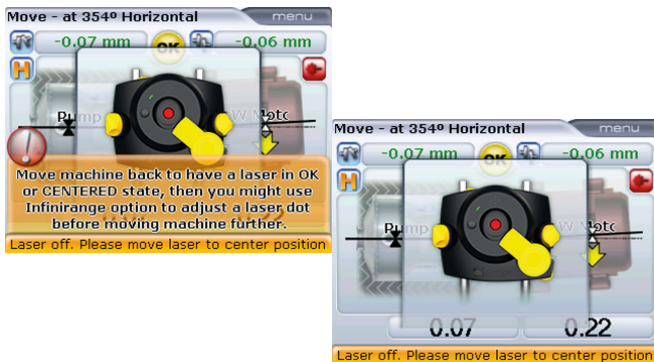 Move - at 354º Horizontal
menu
-0.07 mm
OK
-0.06 mm
H
Pump
Move machine back to have a laser in OK
or CENTERED state, then you might use
Infinirange option to adjust a laser dot
before moving machine further.
Laser off. Please move laser to center position
Move - at 354º Horizontal
menu
-0.07 mm
OK
-0.06 mm
H
0.07
0.22
Laser off. Please move laser to center position